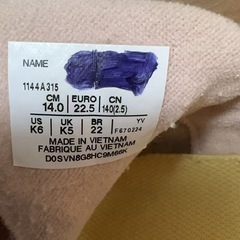 NAME
1144A315
CM EURO CN
14.0 22.5 140(2.5)
US UK BR YV
K6 K5 22 F670224
MADE IN VIETNAM
FABRIQUE AU VIETNAM
D0SVN8G8HC9M66K